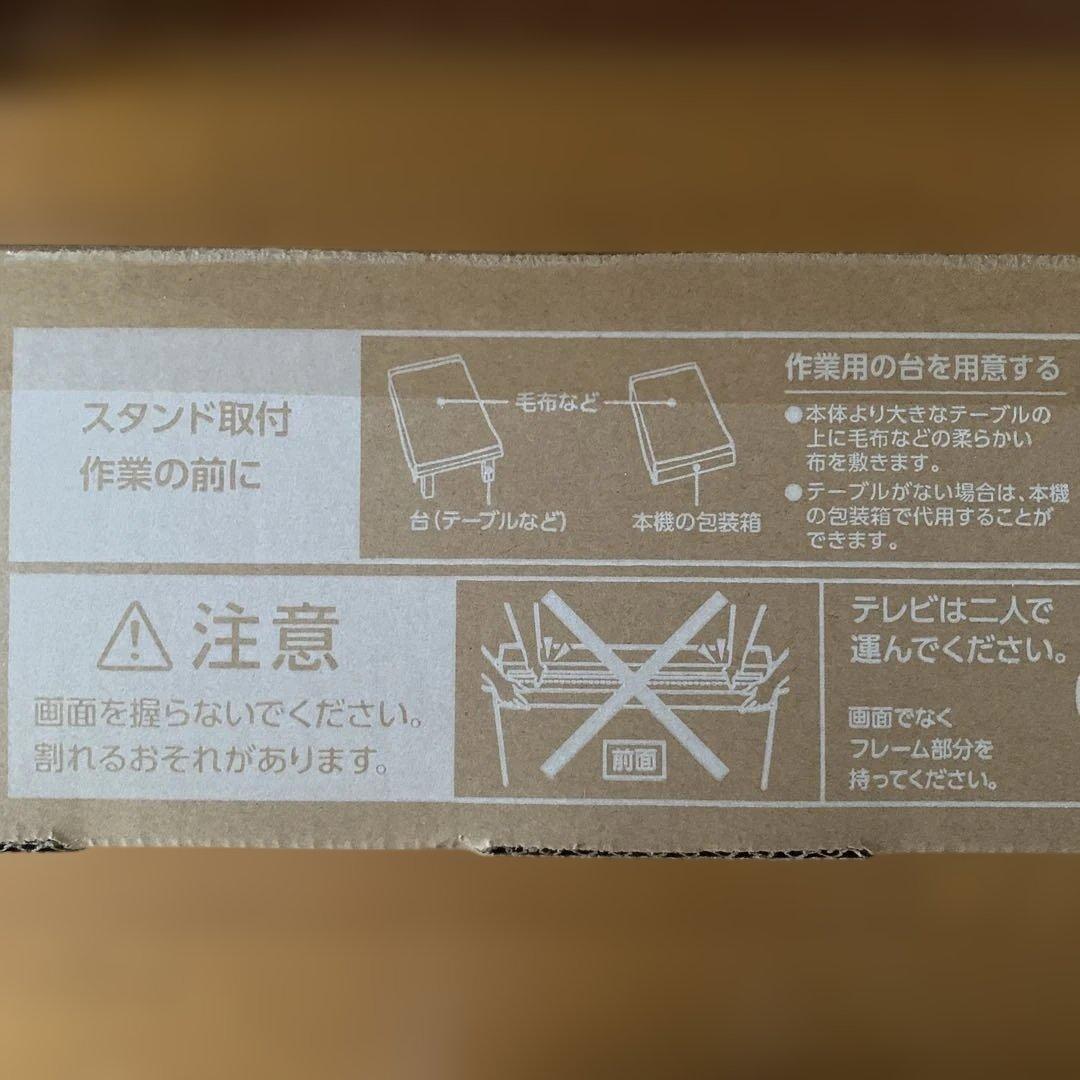 スタンド取付
作業の前に
毛布など
台(テーブルなど)
本機の包装箱
作業用の台を用意する
●本体より大きなテーブルの
上に毛布などの柔らかい
布を敷きます。
●テーブルがない場合は、本機
の包装箱で代用することが
できます。
注意
画面を握らないでください。
割れるおそれがあります。
前面
テレビは二人で
運んでください。
画面でなく
フレーム部分を
持ってください。